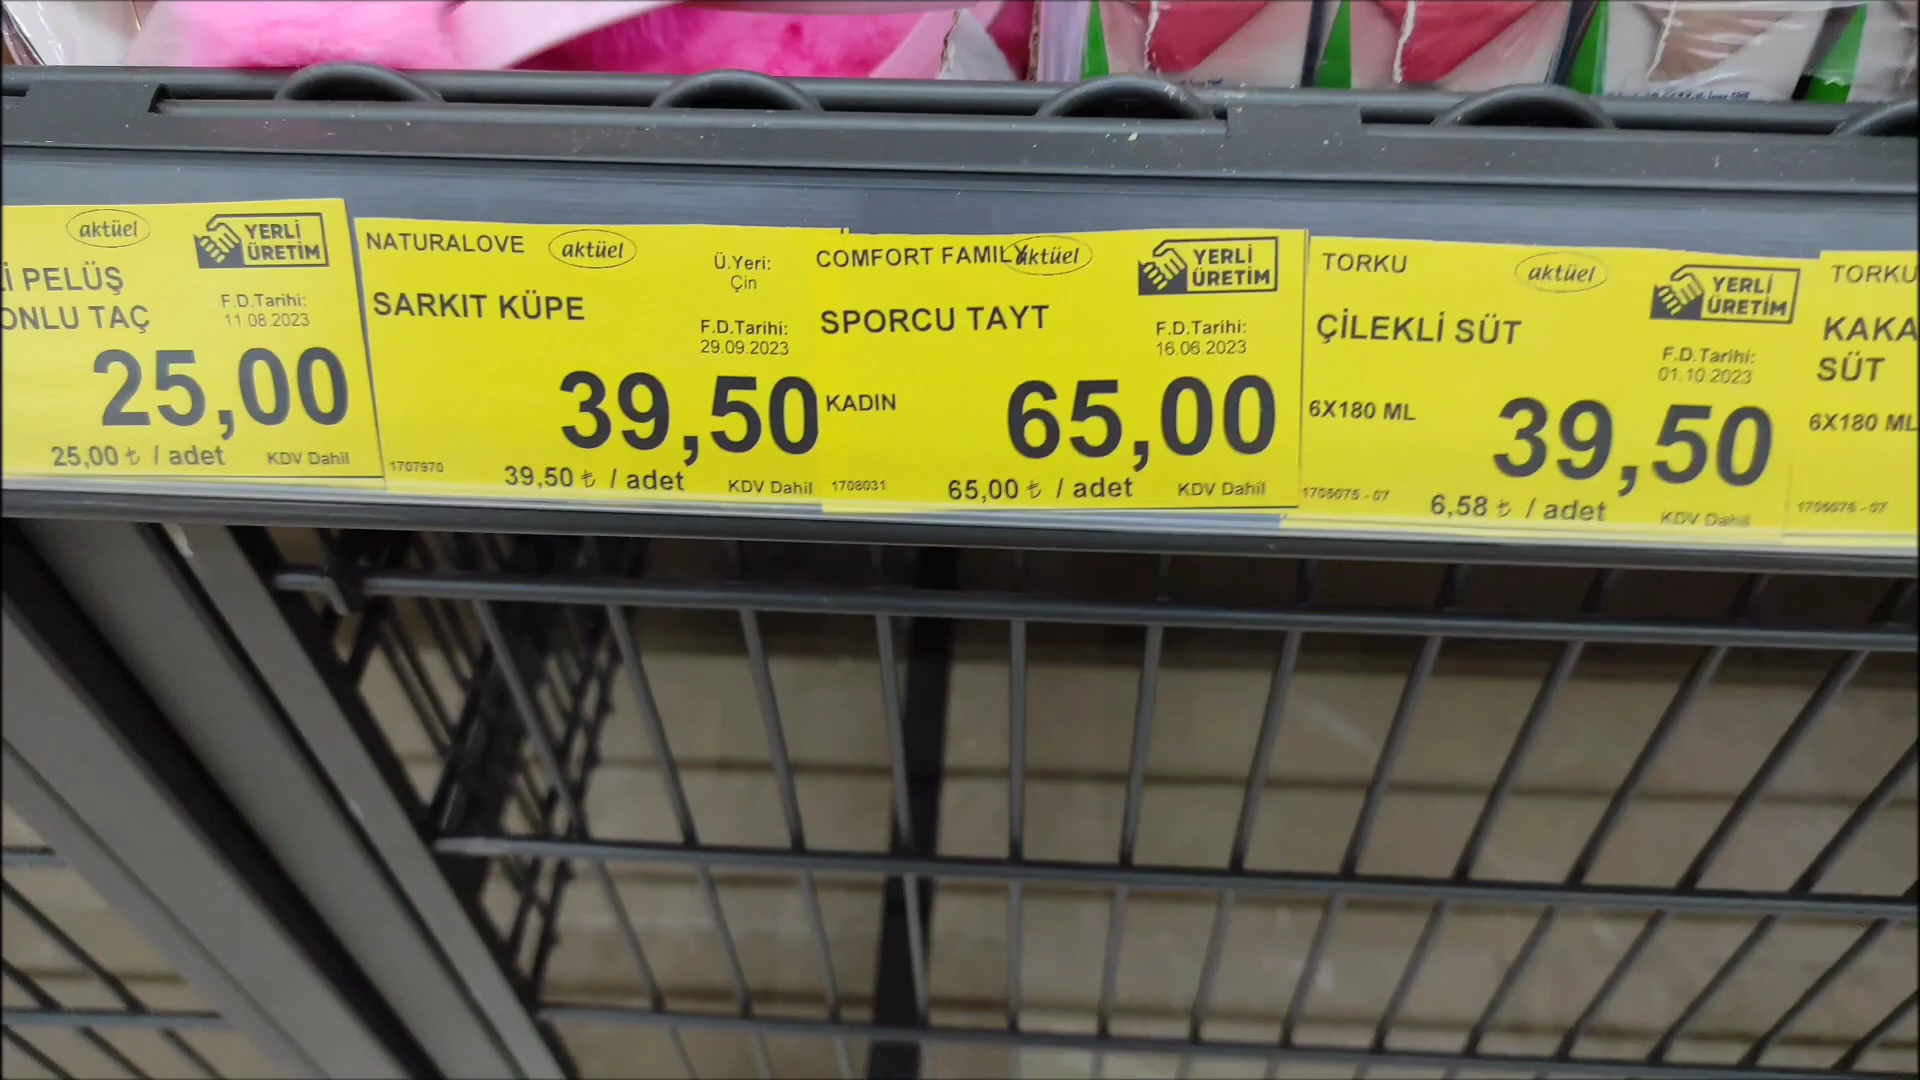 aktüel
YERLİ
ÜRETİM
PELÜŞ
TAÇ
F.D.Tarihi:
11.08.2023
25,00
25,00 ₺ / adet
KDV Dahil
NATURALOVE
aktüel
Ü.Yeri:
Çin
SARKIT KÜPE
F.D.Tarihi:
29.09.2023
39,50
1707970
39,50 ₺ / adet
KDV Dahil
COMFORT FAMILY
aktüel
YERLİ
ÜRETİM
SPORCU TAYT
F.D.Tarihi:
16.06.2023
KADIN
65,00
1708031
65,00 ₺ / adet
KDV Dahil
TORKU
aktüel
YERLİ
ÜRETİM
ÇİLEKLİ SÜT
F.D.Tarihi:
01.10.2023
6X180 ML
39,50
1705075 - 07
6,58 ₺ / adet
KDV Dahil
TORKU
KAKA
SÜT
6X180 ML